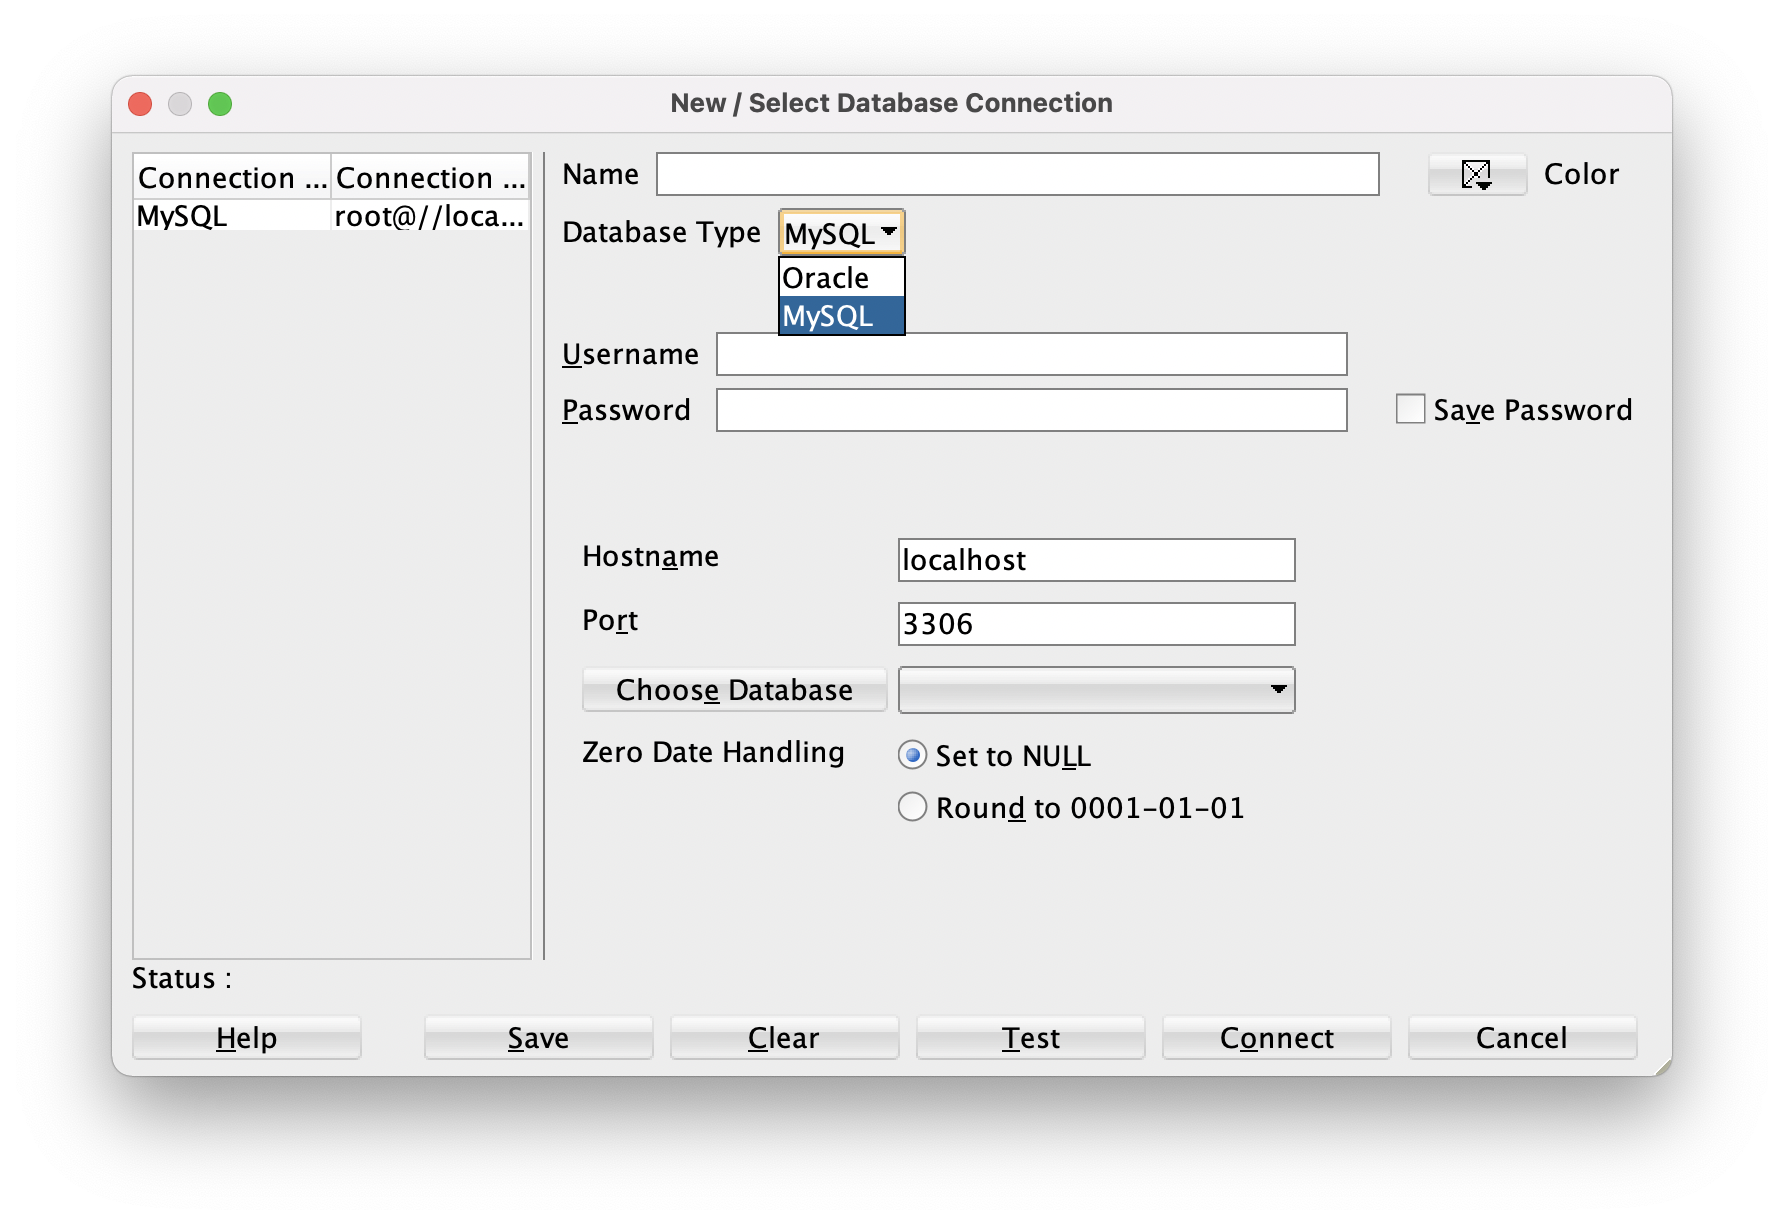 New / Select Database Connection
Connection ... Connection ...
MySQL root@//loca...
Name
Color
Database Type MySQL
Oracle
MySQL
Username
Password
Save Password
Hostname localhost
Port 3306
Choose Database
Zero Date Handling Set to NULL
Round to 0001-01-01
Status :
Help Save Clear Test Connect Cancel